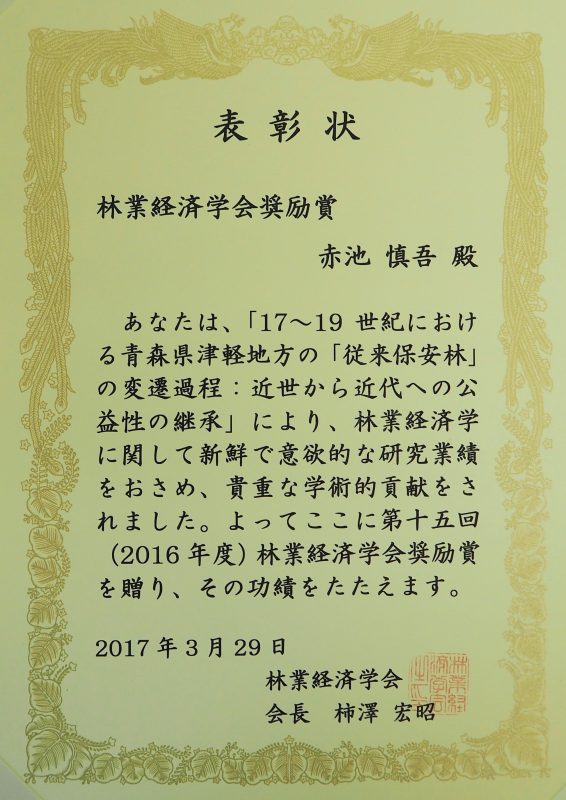 表彰状
林業経済学会奨励賞
赤池 慎吾 殿
あなたは、「17～19 世紀におけ
る青森県津軽地方の「従来保安林」
の変遷過程：近世から近代への公
益性の継承」により、林業経済学
に関して新鮮で意欲的な研究業績
をおさめ、貴重な学術的貢献をさ
れました。よってここに第十五回
（2016 年度）林業経済学会奨励賞
を贈り、その功績をたたえます。
2017 年 3 月 29 日
林業経済学会
会長 柿澤 宏昭